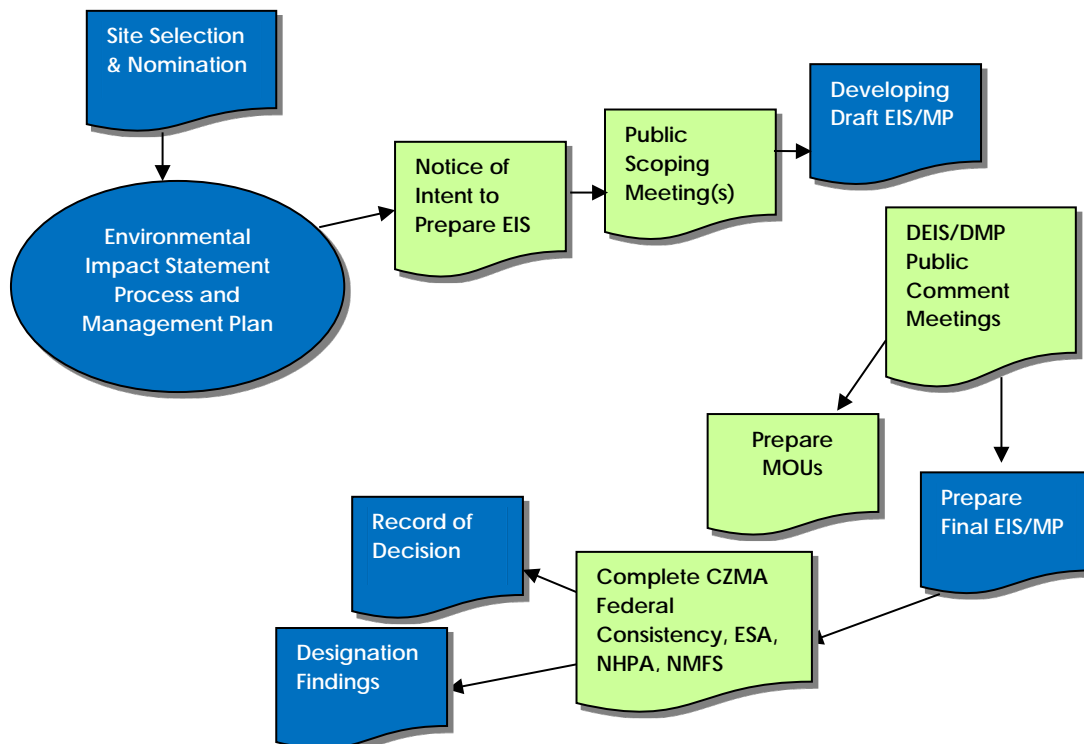 Site Selection
& Nomination
Environmental
Impact Statement
Process and
Management Plan
Notice of
Intent to
Prepare EIS
Public
Scoping
Meeting(s)
Developing
Draft EIS/MP
DEIS/DMP
Public
Comment
Meetings
Prepare
MOUs
Prepare
Final EIS/MP
Complete CZMA
Federal
Consistency, ESA,
NHPA, NMFS
Record of
Decision
Designation
Findings